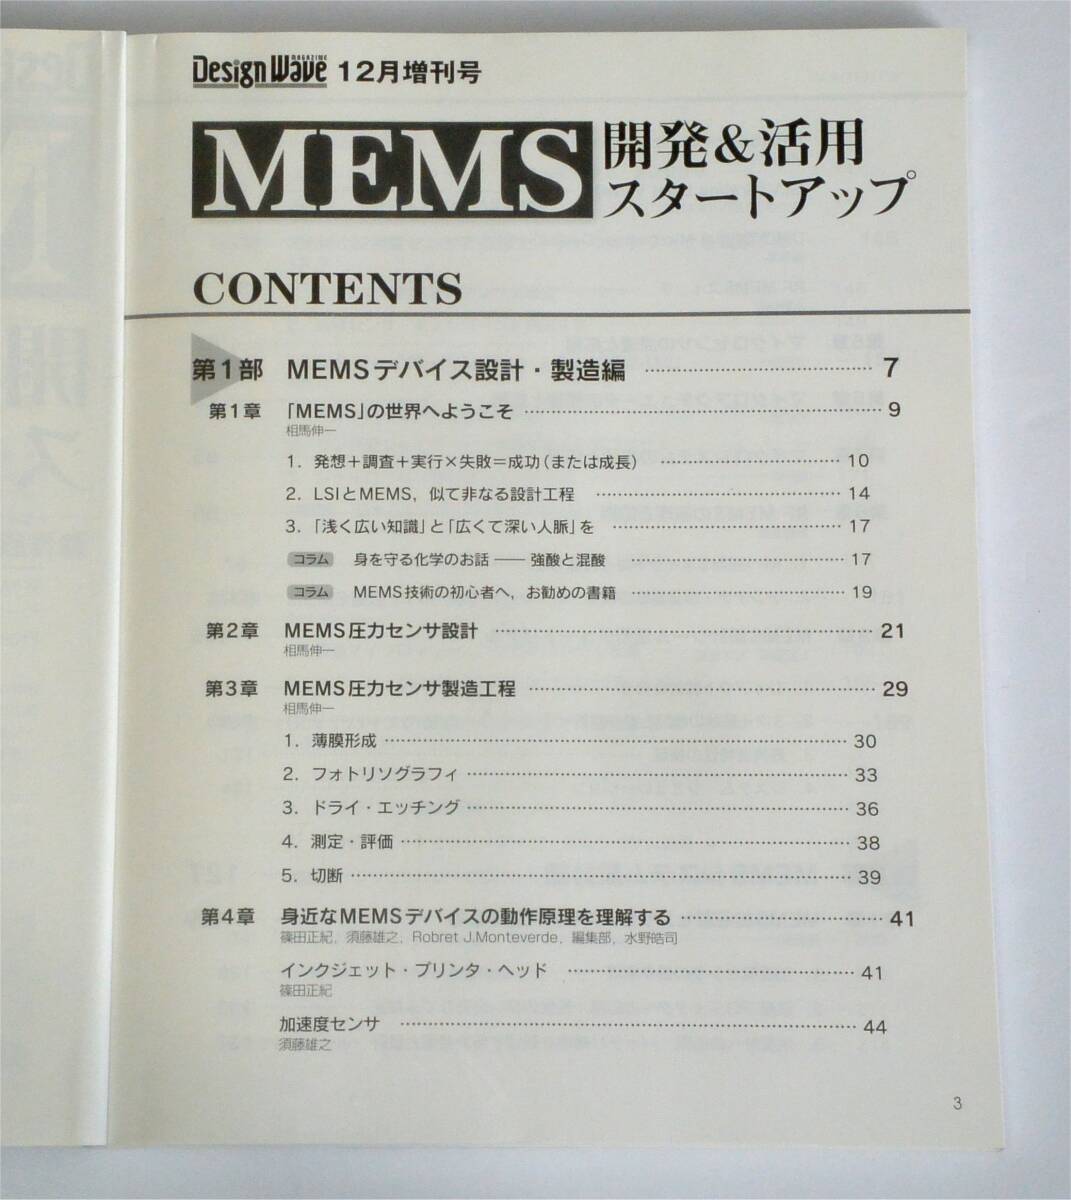 Design Wave MAGAZINE 12月増刊号
MEMS 開発&活用
スタートアップ
CONTENTS
第1部 MEMSデバイス設計・製造編 7
第1章 「MEMS」の世界へようこそ 9
相馬伸一
1. 発想+調査+実行×失敗=成功(または成長) 10
2. LSIとMEMS，似て非なる設計工程 14
3. 「浅く広い知識」と「広くて深い人脈」を 17
コラム 身を守る化学のお話 —— 強酸と混酸 17
コラム MEMS技術の初心者へ，お勧めの書籍 19
第2章 MEMS圧力センサ設計 21
相馬伸一
第3章 MEMS圧力センサ製造工程 29
相馬伸一
1. 薄膜形成 30
2. フォトリソグラフィ 33
3. ドライ・エッチング 36
4. 測定・評価 38
5. 切断 39
第4章 身近なMEMSデバイスの動作原理を理解する 41
篠田正紀，須藤雄之，Robret J.Monteverde，編集部，水野皓司
インクジェット・プリンタ・ヘッド 41
篠田正紀
加速度センサ 44
須藤雄之
3